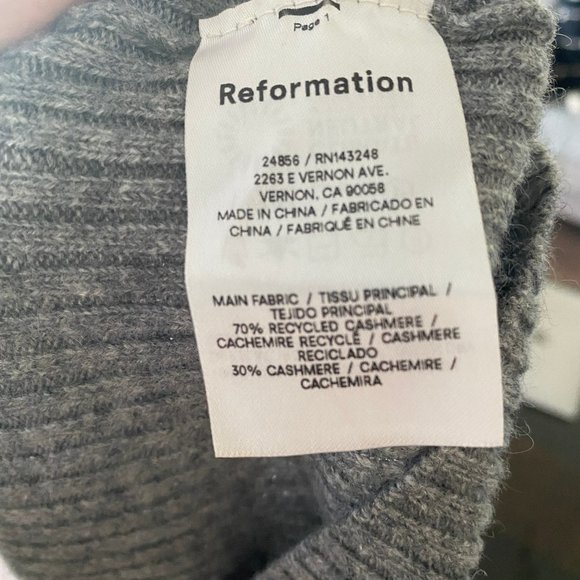 Page 1
Reformation
24856 / RN143248
2263 E VERNON AVE.
VERNON, CA 90058
MADE IN CHINA / FABRICADO EN
CHINA / FABRIQUÉ EN CHINE
MAIN FABRIC / TISSU PRINCIPAL /
TEJIDO PRINCIPAL
70% RECYCLED CASHMERE /
CACHEMIRE RECYCLÉ / CASHMERE
RECICLADO
30% CASHMERE / CACHEMIRE /
CACHEMIRA